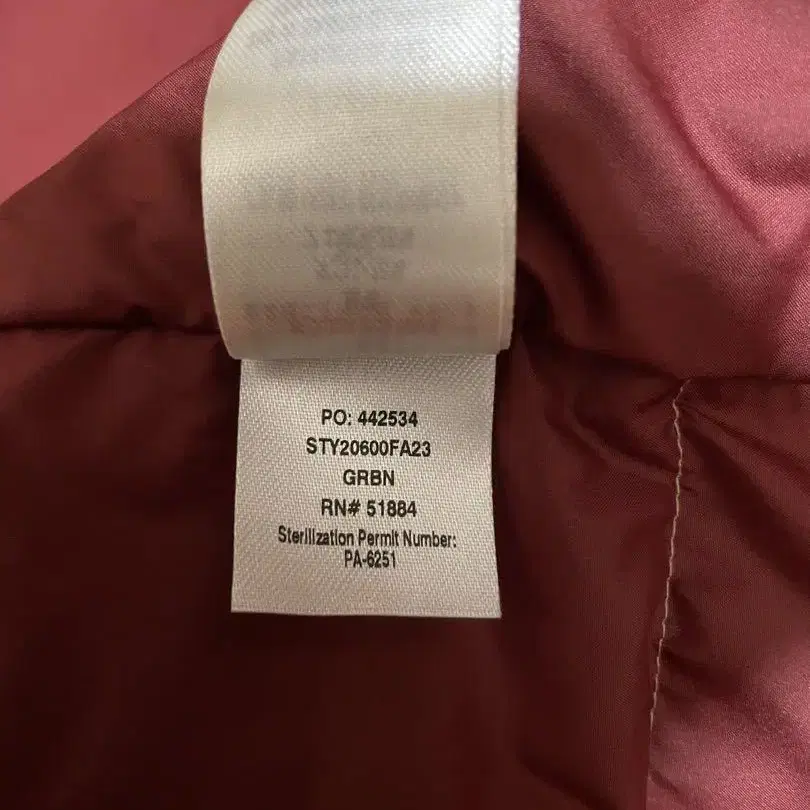 PO: 442534
STY20600FA23
GRBN
RN# 51884
Sterilization Permit Number:
PA-6251